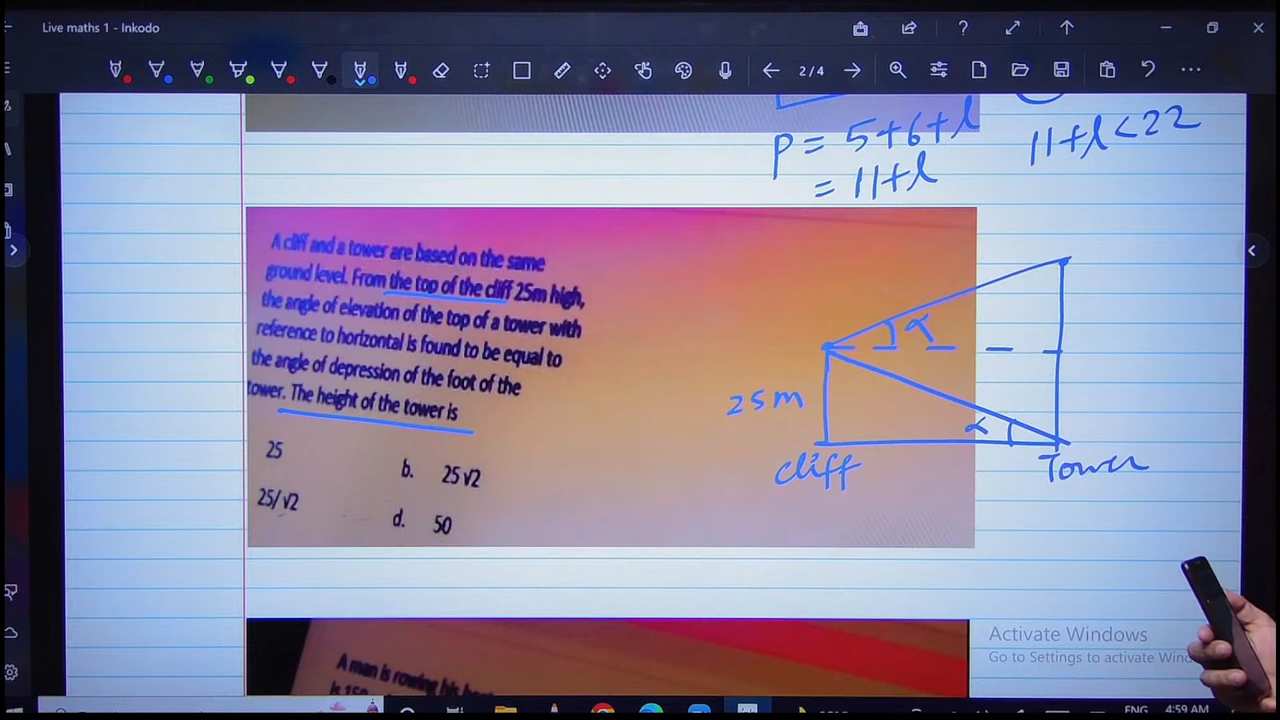 Live maths 1 - Inkodo
2/4
P = 5+6+l
= 11+l
11+l<22
A cliff and a tower are based on the same
ground level. From the top of the cliff 25m high,
the angle of elevation of the top of a tower with
reference to horizontal is found to be equal to
the angle of depression of the foot of the
tower. The height of the tower is
25
b. 25 √2
25/ √2
d. 50
α
25m
α
cliff
Tower
Activate Windows
Go to Settings to activate Wind
A man is rowing his
ENG 4:59 AM